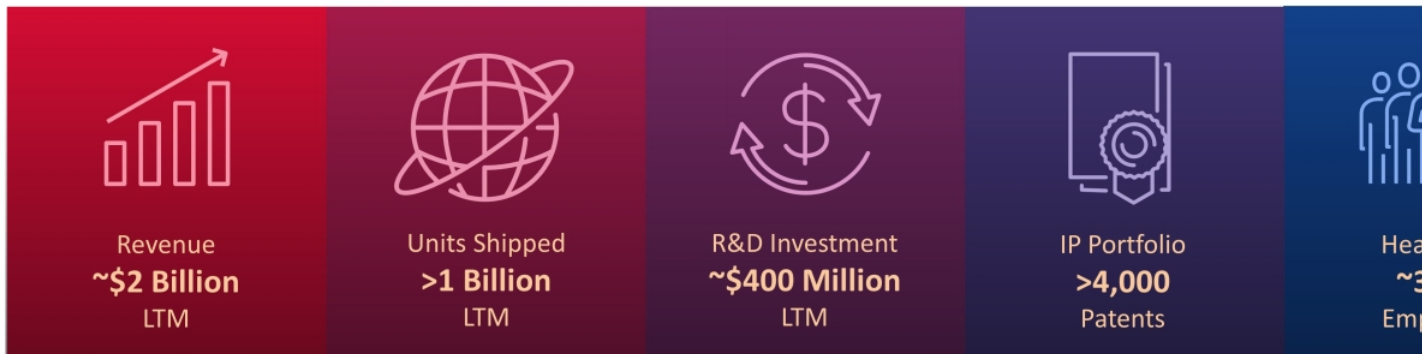 Revenue
~$2 Billion
LTM
Units Shipped
>1 Billion
LTM
R&D Investment
~$400 Million
LTM
IP Portfolio
>4,000
Patents